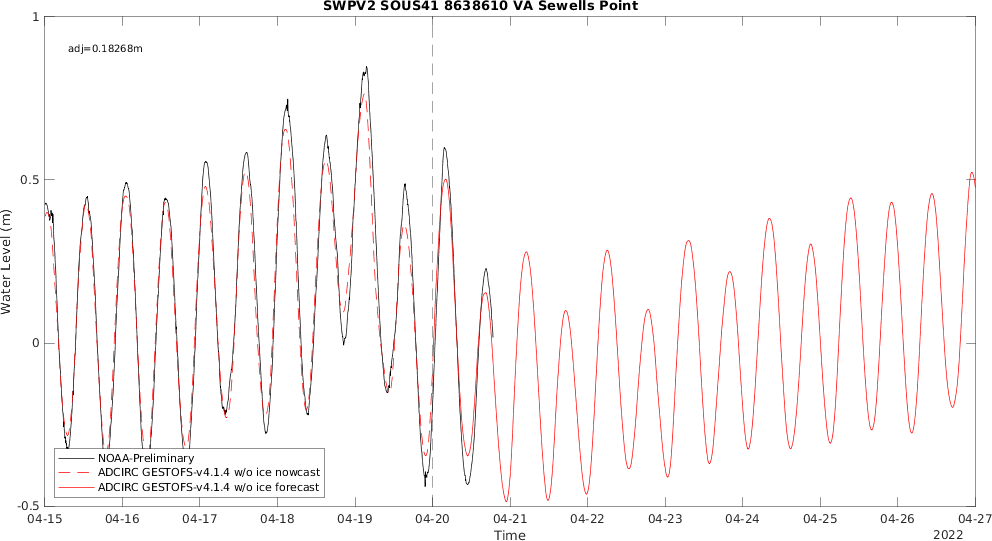 SWPV2 SOUS41 8638610 VA Sewells Point
adj=0.18268m
1
0.5
0
-0.5
Water Level (m)
NOAA-Preliminary
ADCIRC GESTOFS-v4.1.4 w/o ice nowcast
ADCIRC GESTOFS-v4.1.4 w/o ice forecast
04-15 04-16 04-17 04-18 04-19 04-20 04-21 04-22 04-23 04-24 04-25 04-26 04-27
Time
2022